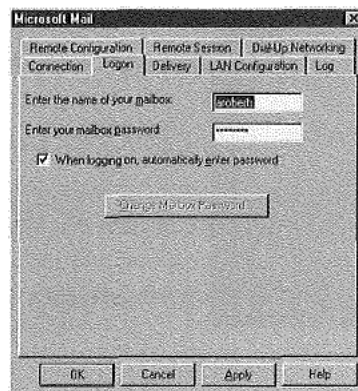 Microsoft Mail
Remote Configuration Remote Session Dial-Up Networking
Connection Logon Delivery LAN Configuration Log
Enter the name of your mailbox:
Enter your mailbox password:
********
When logging on, automatically enter password
Change Mailbox Password...
OK Cancel Apply Help